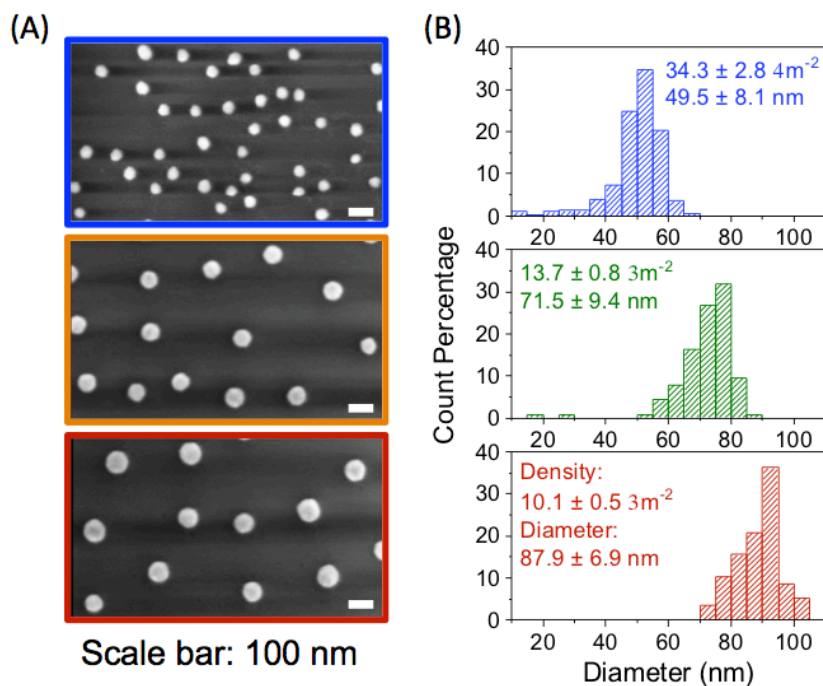 (A)
(B)
Scale bar: 100 nm
Count Percentage
34.3 ± 2.8 4m⁻²
49.5 ± 8.1 nm
40
30
20
10
0
20 40 60 80 100
13.7 ± 0.8 3m⁻²
71.5 ± 9.4 nm
40
30
20
10
0
20 40 60 80 100
Density:
10.1 ± 0.5 3m⁻²
Diameter:
87.9 ± 6.9 nm
40
30
20
10
0
20 40 60 80 100
Diameter (nm)